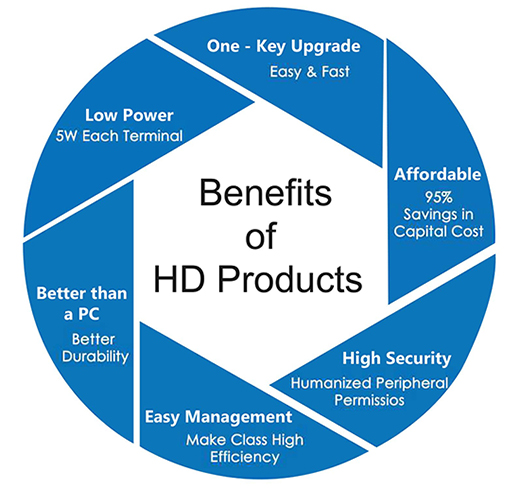 One - Key Upgrade
Easy & Fast
Low Power
5W Each Terminal
Affordable
95%
Savings in
Capital Cost
Benefits
of
HD Products
Better than
a PC
Better
Durability
High Security
Humanized Peripheral
Permissios
Easy Management
Make Class High
Efficiency